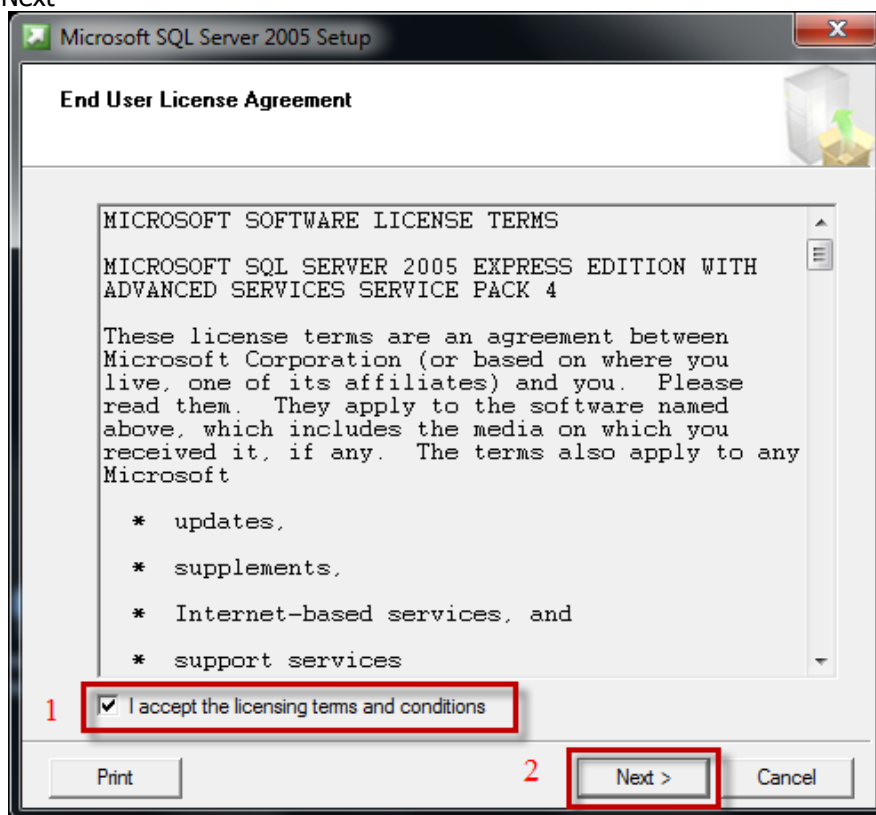 Next
Microsoft SQL Server 2005 Setup
End User License Agreement
MICROSOFT SOFTWARE LICENSE TERMS
MICROSOFT SQL SERVER 2005 EXPRESS EDITION WITH
ADVANCED SERVICES SERVICE PACK 4
These license terms are an agreement between
Microsoft Corporation (or based on where you
live, one of its affiliates) and you. Please
read them. They apply to the software named
above, which includes the media on which you
received it, if any. The terms also apply to any
Microsoft
* updates,
* supplements,
* Internet-based services, and
* support services
1 I accept the licensing terms and conditions
Print 2 Next > Cancel